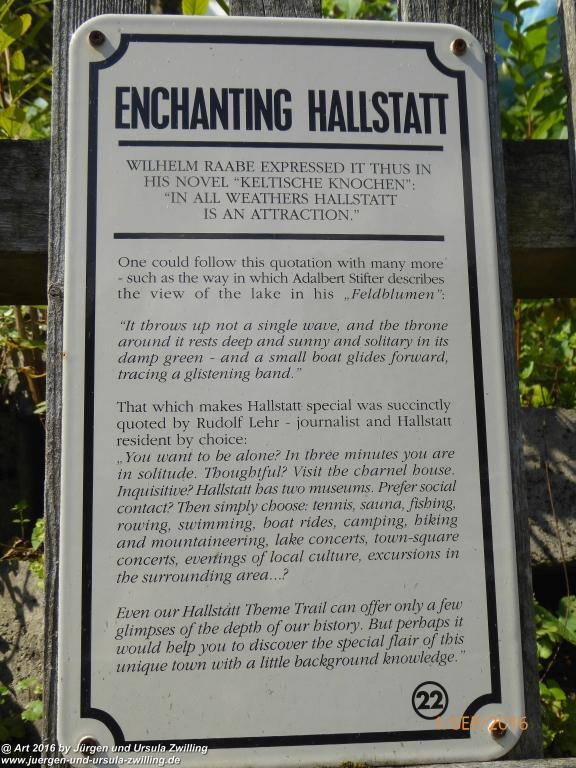 ENCHANTING HALLSTATT
WILHELM RAABE EXPRESSED IT THUS IN
HIS NOVEL "KELTISCHE KNOCHEN":
"IN ALL WEATHERS HALLSTATT
IS AN ATTRACTION."
One could follow this quotation with many more
- such as the way in which Adalbert Stifter describes
the view of the lake in his „Feldblumen":
"It throws up not a single wave, and the throne
around it rests deep and sunny and solitary in its
damp green - and a small boat glides forward,
tracing a glistening band."
That which makes Hallstatt special was succinctly
quoted by Rudolf Lehr - journalist and Hallstatt
resident by choice:
„You want to be alone? In three minutes you are
in solitude. Thoughtful? Visit the charnel house.
Inquisitive? Hallstatt has two museums. Prefer social
contact? Then simply choose: tennis, sauna, fishing,
rowing, swimming, boat rides, camping, hiking
and mountaineering, lake concerts, town-square
concerts, evenings of local culture, excursions in
the surrounding area...?
Even our Hallstatt Theme Trail can offer only a few
glimpses of the depth of our history. But perhaps it
would help you to discover the special flair of this
unique town with a little background knowledge."
22
SEP 2016
@ Art 2016 by Jürgen und Ursula Zwilling
www.juergen-und-ursula-zwilling.de